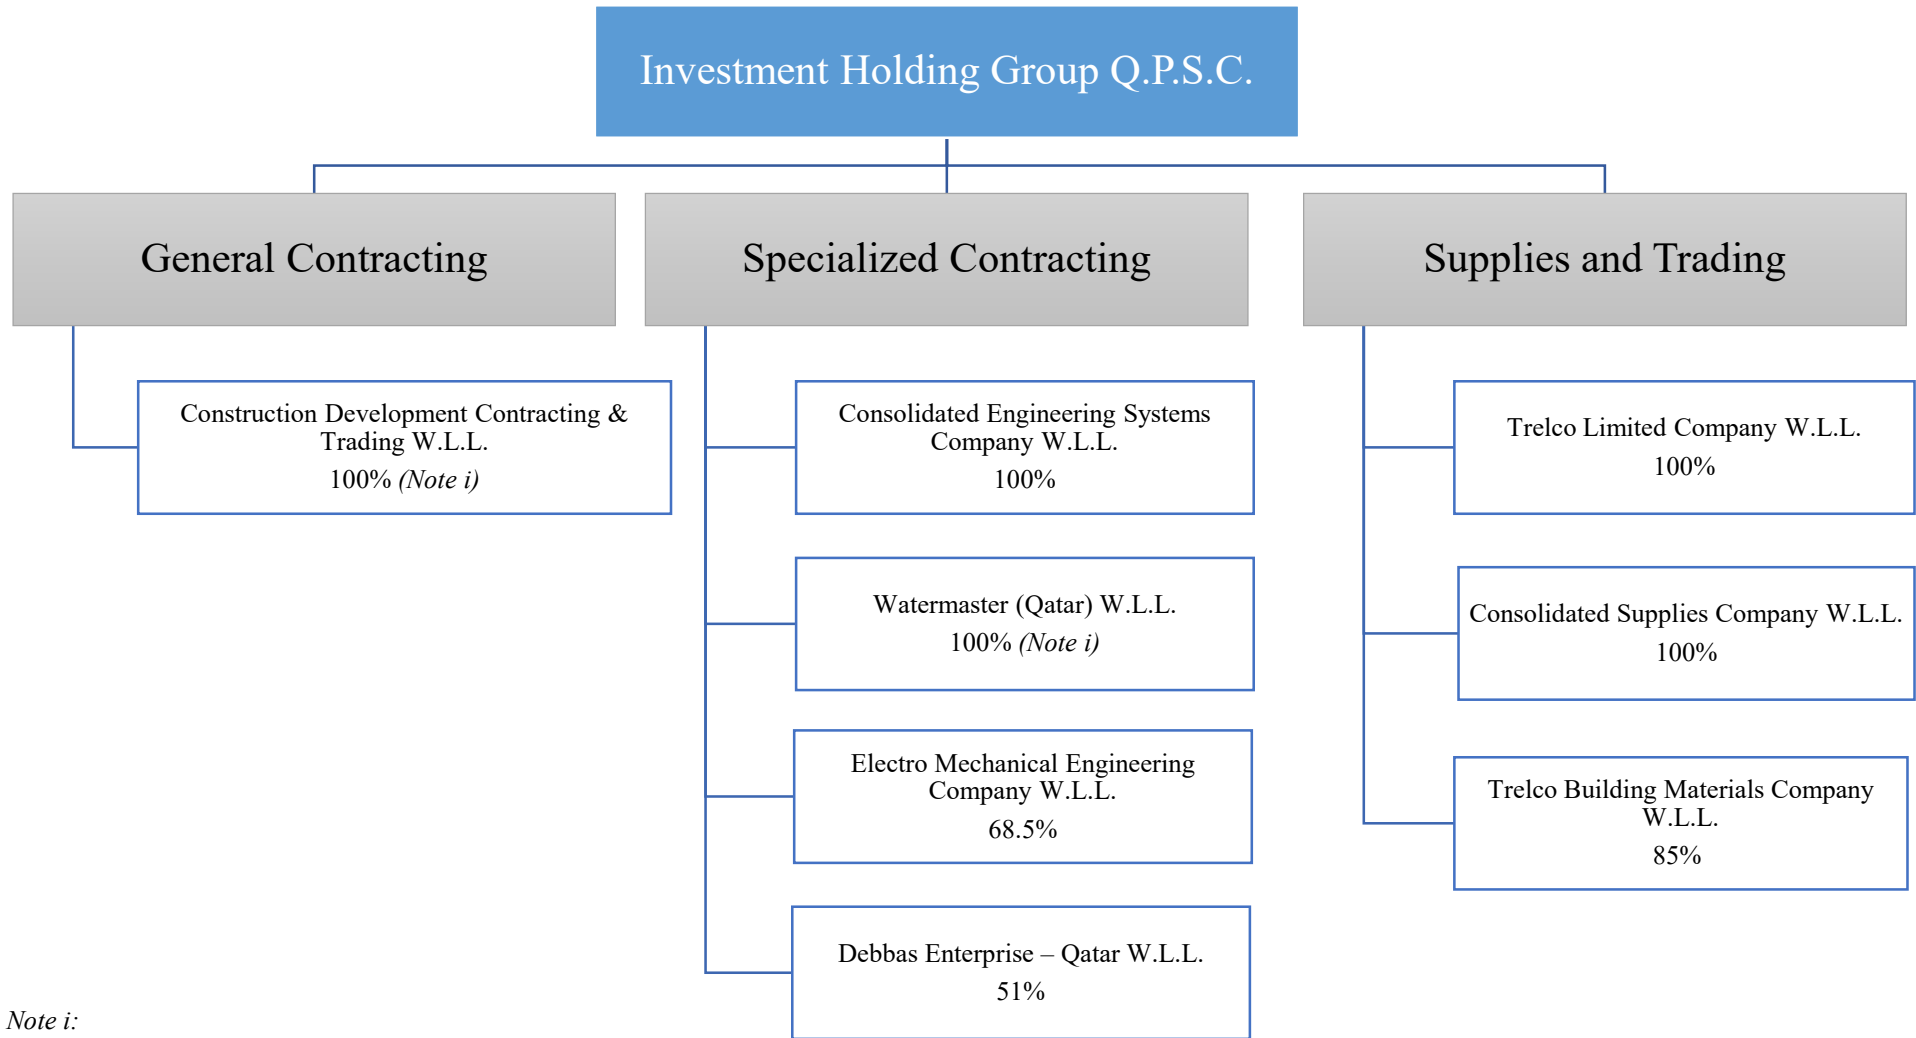 Investment Holding Group Q.P.S.C.
General Contracting
Specialized Contracting
Supplies and Trading
Construction Development Contracting &
Trading W.L.L.
100% (Note i)
Consolidated Engineering Systems
Company W.L.L.
100%
Watermaster (Qatar) W.L.L.
100% (Note i)
Electro Mechanical Engineering
Company W.L.L.
68.5%
Debbas Enterprise – Qatar W.L.L.
51%
Trelco Limited Company W.L.L.
100%
Consolidated Supplies Company W.L.L.
100%
Trelco Building Materials Company
W.L.L.
85%
Note i: